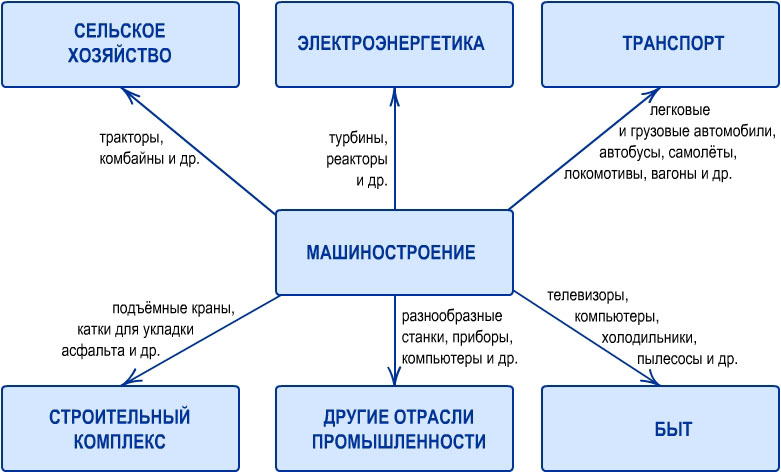 СЕЛЬСКОЕ
ХОЗЯЙСТВО
ЭЛЕКТРОЭНЕРГЕТИКА
ТРАНСПОРТ
тракторы,
комбайны и др.
турбины,
реакторы
и др.
легковые
и грузовые автомобили,
автобусы, самолёты,
локомотивы, вагоны и др.
МАШИНОСТРОЕНИЕ
подъёмные краны,
катки для укладки
асфальта и др.
разнообразные
станки, приборы,
компьютеры и др.
телевизоры,
компьютеры,
холодильники,
пылесосы и др.
СТРОИТЕЛЬНЫЙ
КОМПЛЕКС
ДРУГИЕ ОТРАСЛИ
ПРОМЫШЛЕННОСТИ
БЫТ